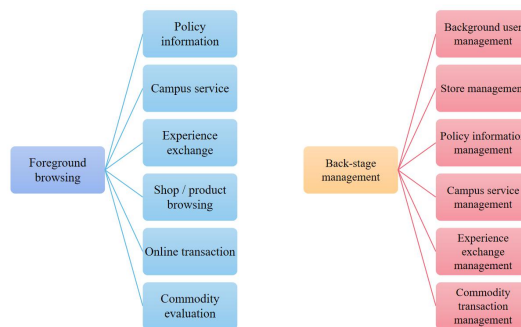 Policy
information
Campus service
Experience
exchange
Foreground
browsing
Shop / product
browsing
Online transaction
Commodity
evaluation
Background user
management
Store management
Policy information
management
Back-stage
management
Campus service
management
Experience
exchange
management
Commodity
transaction
management